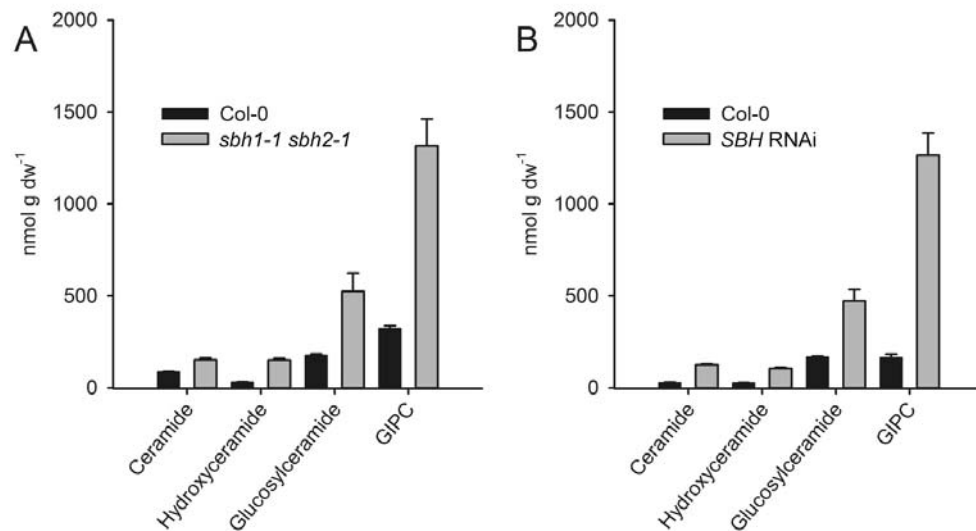 A
2000
1500
1000
500
0
nmol g dw⁻¹
Col-0
sbh1-1 sbh2-1
Ceramide
Hydroxyceramide
Glucosylceramide
GIPC
B
2000
1500
1000
500
0
nmol g dw⁻¹
Col-0
SBH RNAi
Ceramide
Hydroxyceramide
Glucosylceramide
GIPC